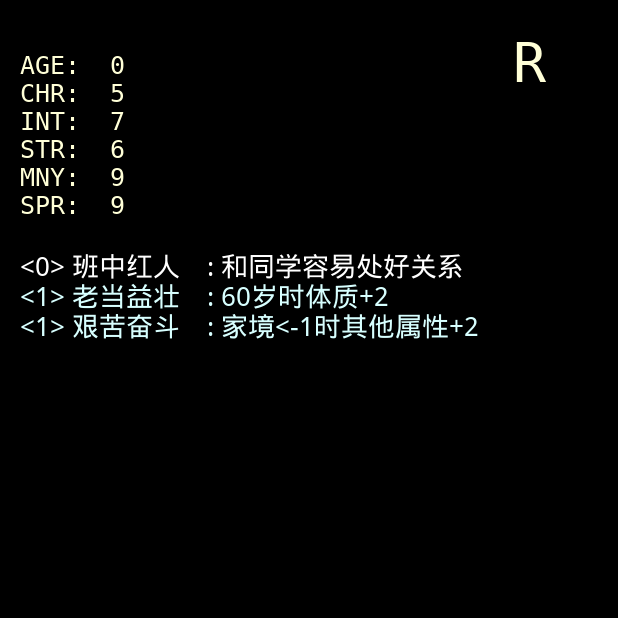 R
AGE: 0
CHR: 5
INT: 7
STR: 6
MNY: 9
SPR: 9
<0> 班中红人 : 和同学容易处好关系
<1> 老当益壮 : 60岁时体质+2
<1> 艰苦奋斗 : 家境<-1时其他属性+2